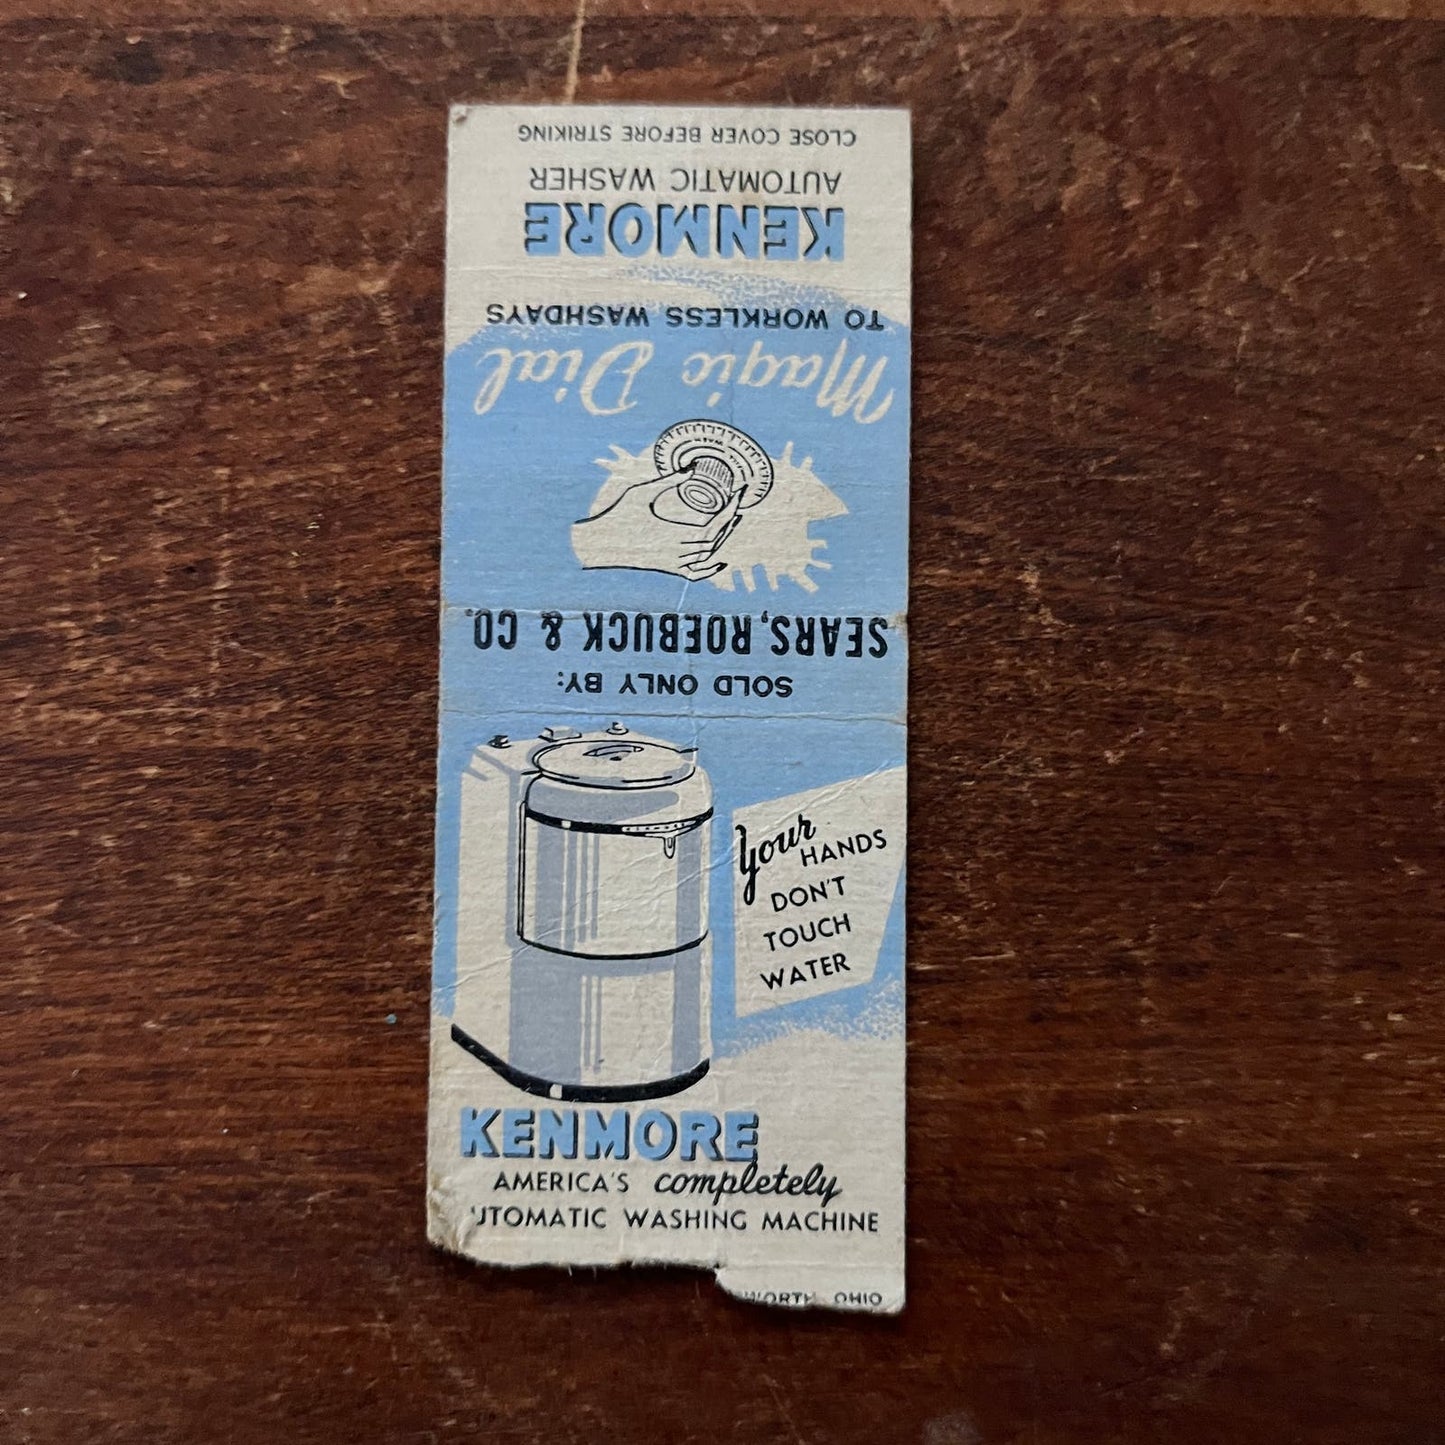 SOLD ONLY BY:
SEARS, ROEBUCK & CO.
Magic Dial
TO WORKLESS WASHDAYS
KENMORE
AUTOMATIC WASHER
CLOSE COVER BEFORE STRIKING
Your
HANDS
DON'T
TOUCH
WATER
KENMORE
AMERICA'S completely
UTOMATIC WASHING MACHINE
WORTH, OHIO